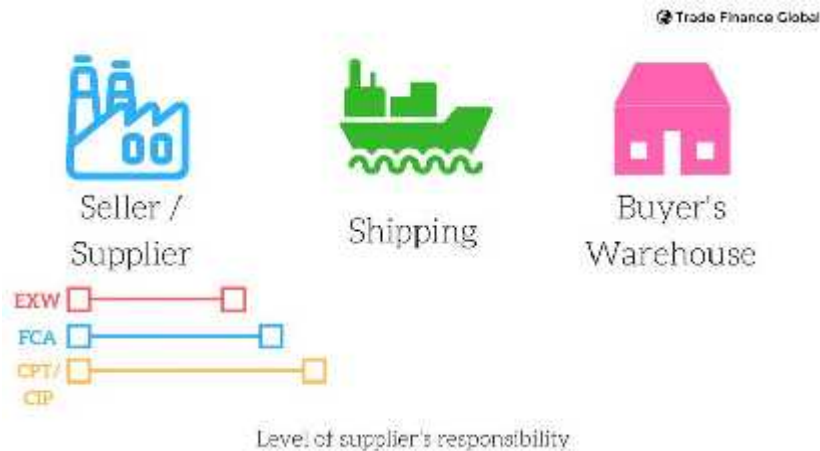 Trade Finance Global
Seller /
Supplier
Shipping
Buyer's
Warehouse
EXW
FCA
CPT/
CIP
Level of supplier's responsibility